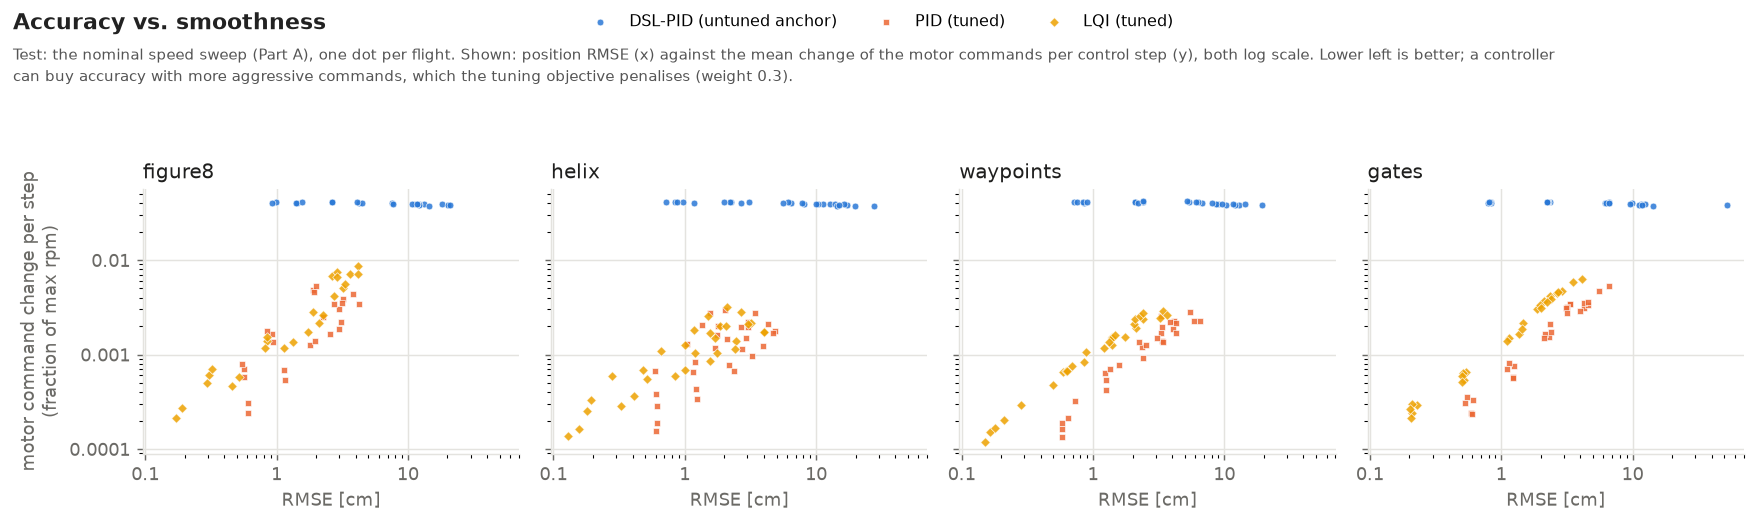 Accuracy vs. smoothness
DSL-PID (untuned anchor) PID (tuned) LQI (tuned)
Test: the nominal speed sweep (Part A), one dot per flight. Shown: position RMSE (x) against the mean change of the motor commands per control step (y), both log scale. Lower left is better; a controller
can buy accuracy with more aggressive commands, which the tuning objective penalises (weight 0.3).
figure8 helix waypoints gates
motor command change per step
(fraction of max rpm)
0.01
0.001
0.0001
0.1 1 10 0.1 1 10 0.1 1 10 0.1 1 10
RMSE [cm] RMSE [cm] RMSE [cm] RMSE [cm]